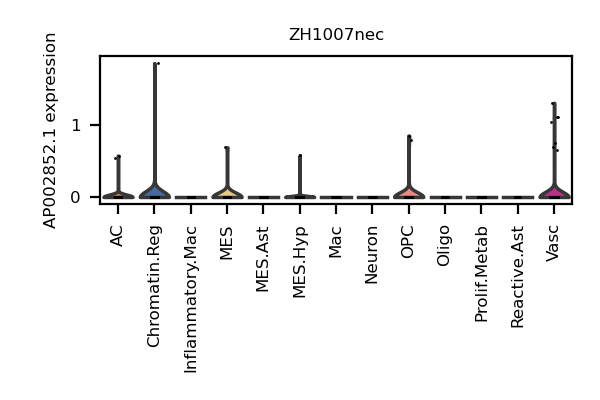 ZH1007nec
AP002852.1 expression
1
0
AC
Chromatin.Reg
Inflammatory.Mac
MES
MES.Ast
MES.Hyp
Mac
Neuron
OPC
Oligo
Prolif.Metab
Reactive.Ast
Vasc